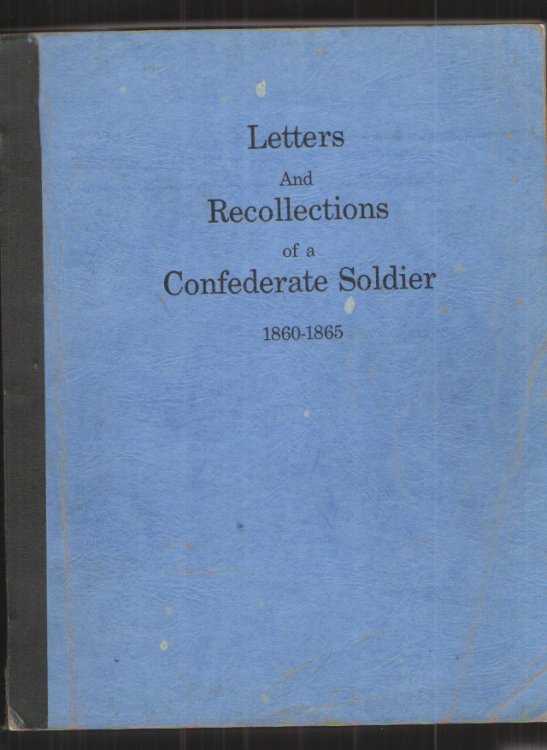 Letters
And
Recollections
of a
Confederate Soldier
1860-1865